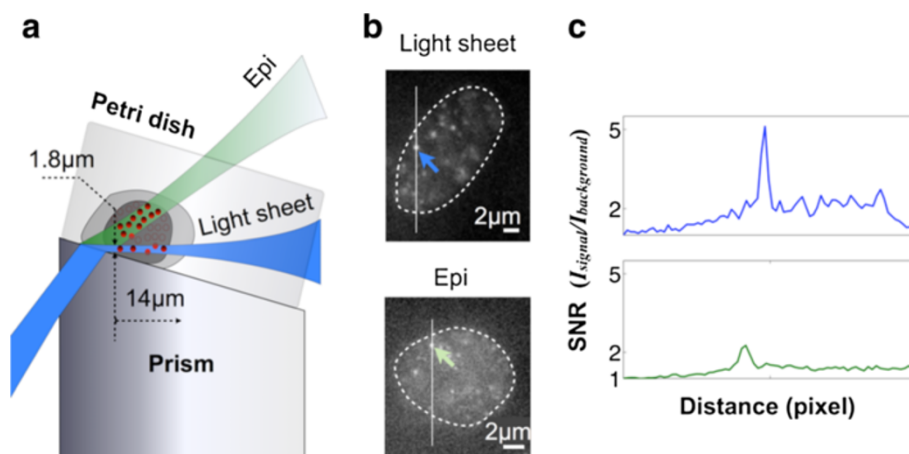 a
Epi
Petri dish
1.8µm
Light sheet
14µm
Prism
b
Light sheet
2µm
Epi
2µm
c
SNR (I_signal/I_background)
5
2
5
2
1
Distance (pixel)